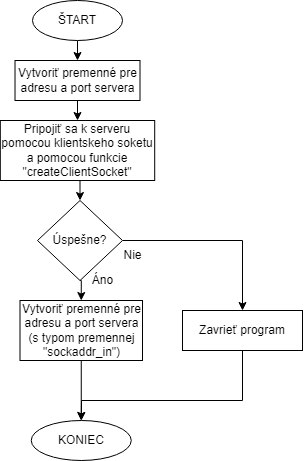 ŠTART
Vytvoriť premenné pre
adresu a port servera
Pripojiť sa k serveru
pomocou klientskeho soketu
a pomocou funkcie
"createClientSocket"
Úspešne?
Nie
Áno
Vytvoriť premenné pre
adresu a port servera
(s typom premennej
"sockaddr_in")
Zavrieť program
KONIEC